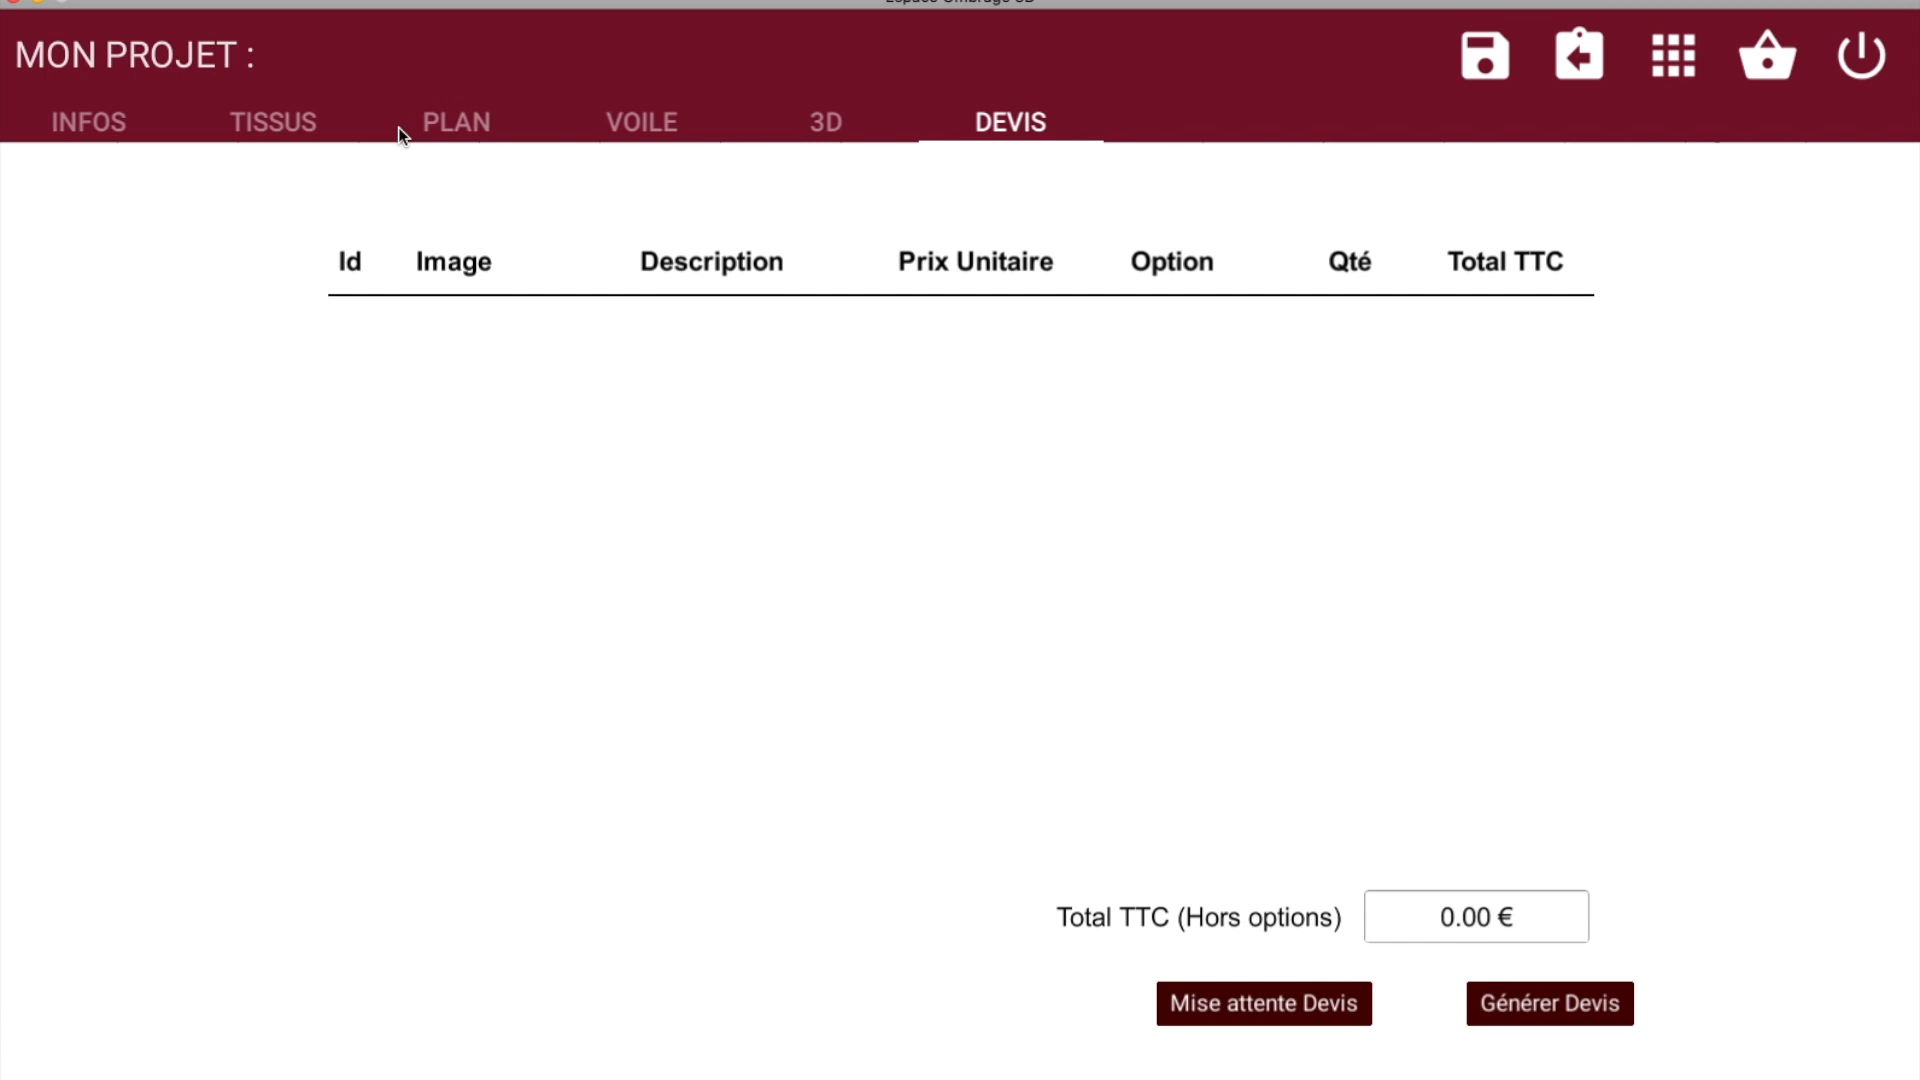 MON PROJET :
INFOS TISSUS PLAN VOILE 3D DEVIS
Id Image Description Prix Unitaire Option Qté Total TTC
Total TTC (Hors options) 0.00 €
Mise attente Devis Générer Devis